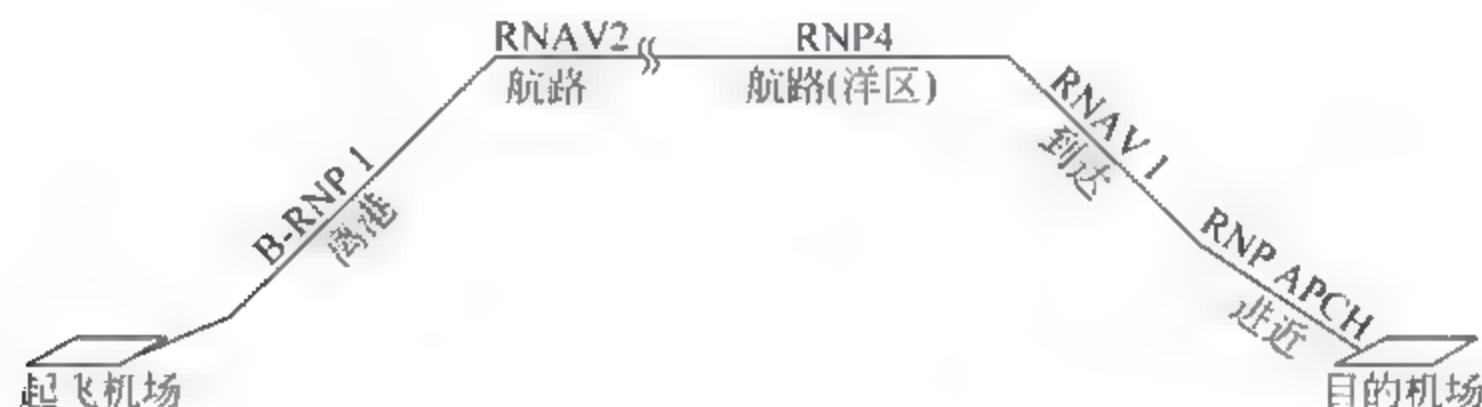 RNAV2
航路
RNP4
航路(洋区)
B-RNP 1
离港
RNAV 1
到达
RNP APCH
进近
起飞机场
目的机场